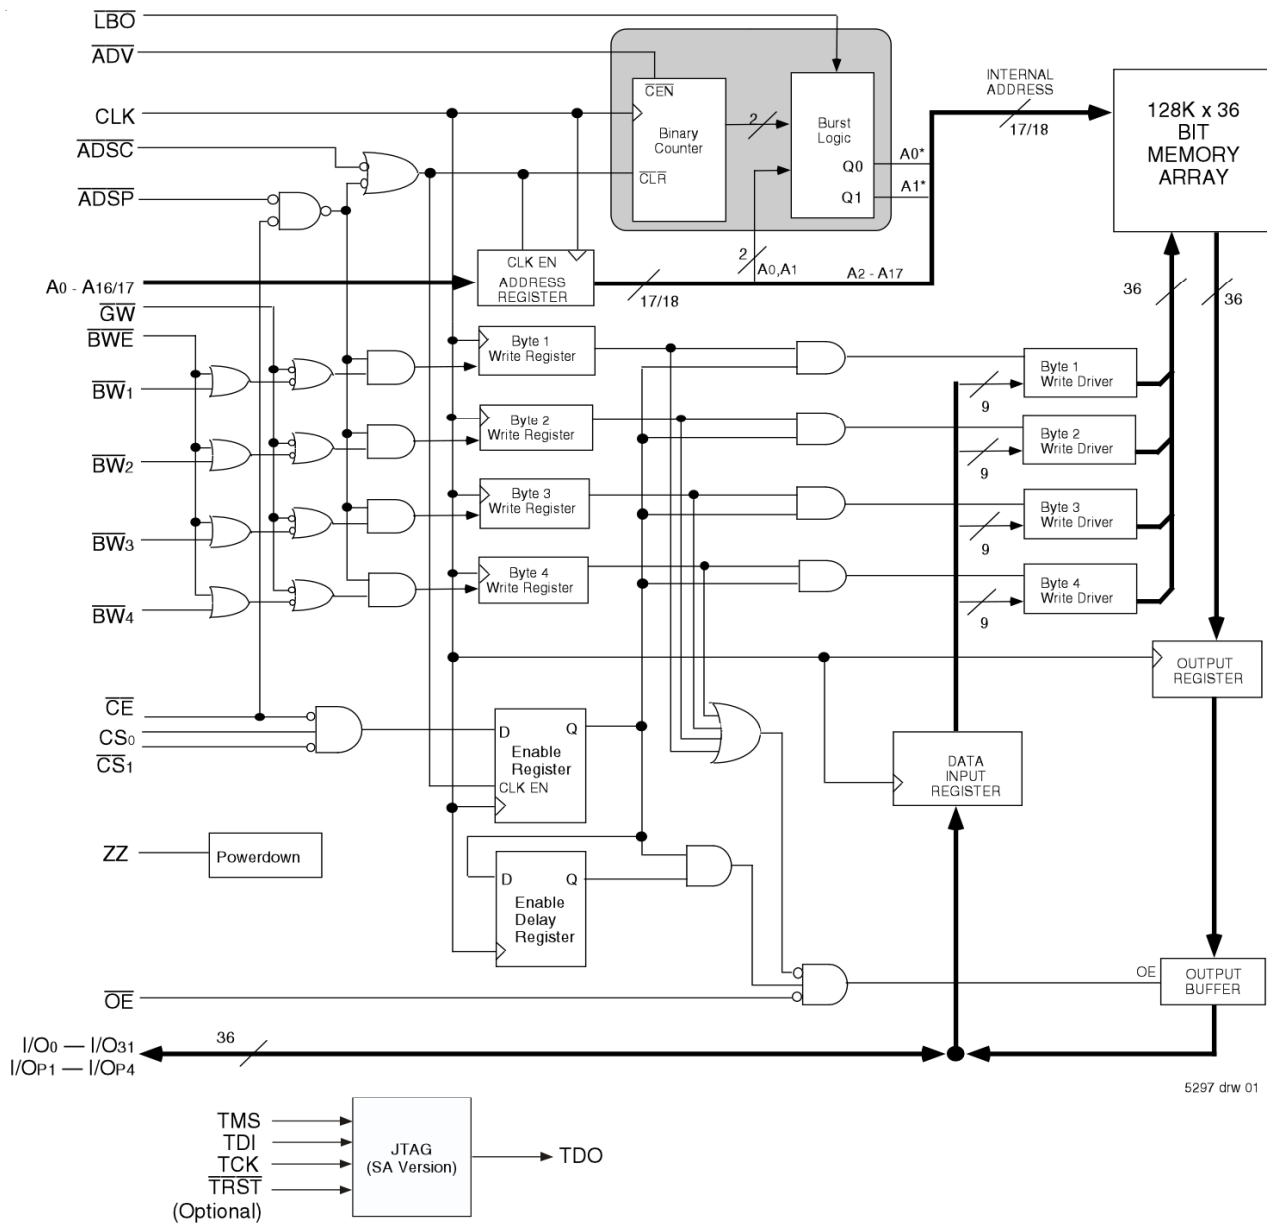 LBO
ADV
CLK
ADSC
ADSP
CEN
Binary
Counter
CLR
2
Burst
Logic
Q0
Q1
A0*
A1*
INTERNAL
ADDRESS
17/18
128K x 36
BIT
MEMORY
ARRAY
A0 - A16/17
CLK EN
ADDRESS
REGISTER
17/18
2
A0,A1
A2 - A17
36
36
GW
BWE
BW1
BW2
BW3
BW4
Byte 1
Write Register
Byte 2
Write Register
Byte 3
Write Register
Byte 4
Write Register
9
Byte 1
Write Driver
9
Byte 2
Write Driver
9
Byte 3
Write Driver
9
Byte 4
Write Driver
OUTPUT
REGISTER
CE
CS0
CS1
D
Q
Enable
Register
CLK EN
DATA
INPUT
REGISTER
ZZ
Powerdown
D
Q
Enable
Delay
Register
OE
OE
OUTPUT
BUFFER
I/O0 — I/O31
I/OP1 — I/OP4
36
5297 drw 01
TMS
TDI
TCK
TRST
(Optional)
JTAG
(SA Version)
TDO